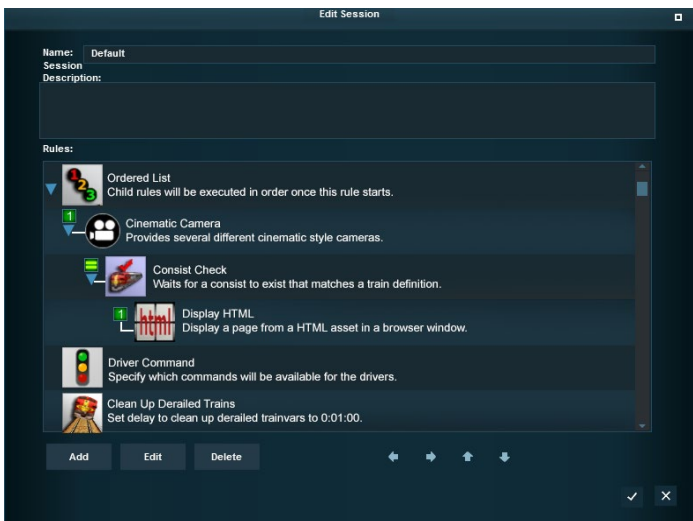 Edit Session
Name: Default
Session
Description:
Rules:
Ordered List
Child rules will be executed in order once this rule starts.
1
Cinematic Camera
Provides several different cinematic style cameras.
Consist Check
Waits for a consist to exist that matches a train definition.
1
html
Display HTML
Display a page from a HTML asset in a browser window.
Driver Command
Specify which commands will be available for the drivers.
Clean Up Derailed Trains
Set delay to clean up derailed trainvars to 0:01:00.
Add Edit Delete